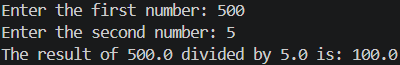 Enter the first number: 500
Enter the second number: 5
The result of 500.0 divided by 5.0 is: 100.0